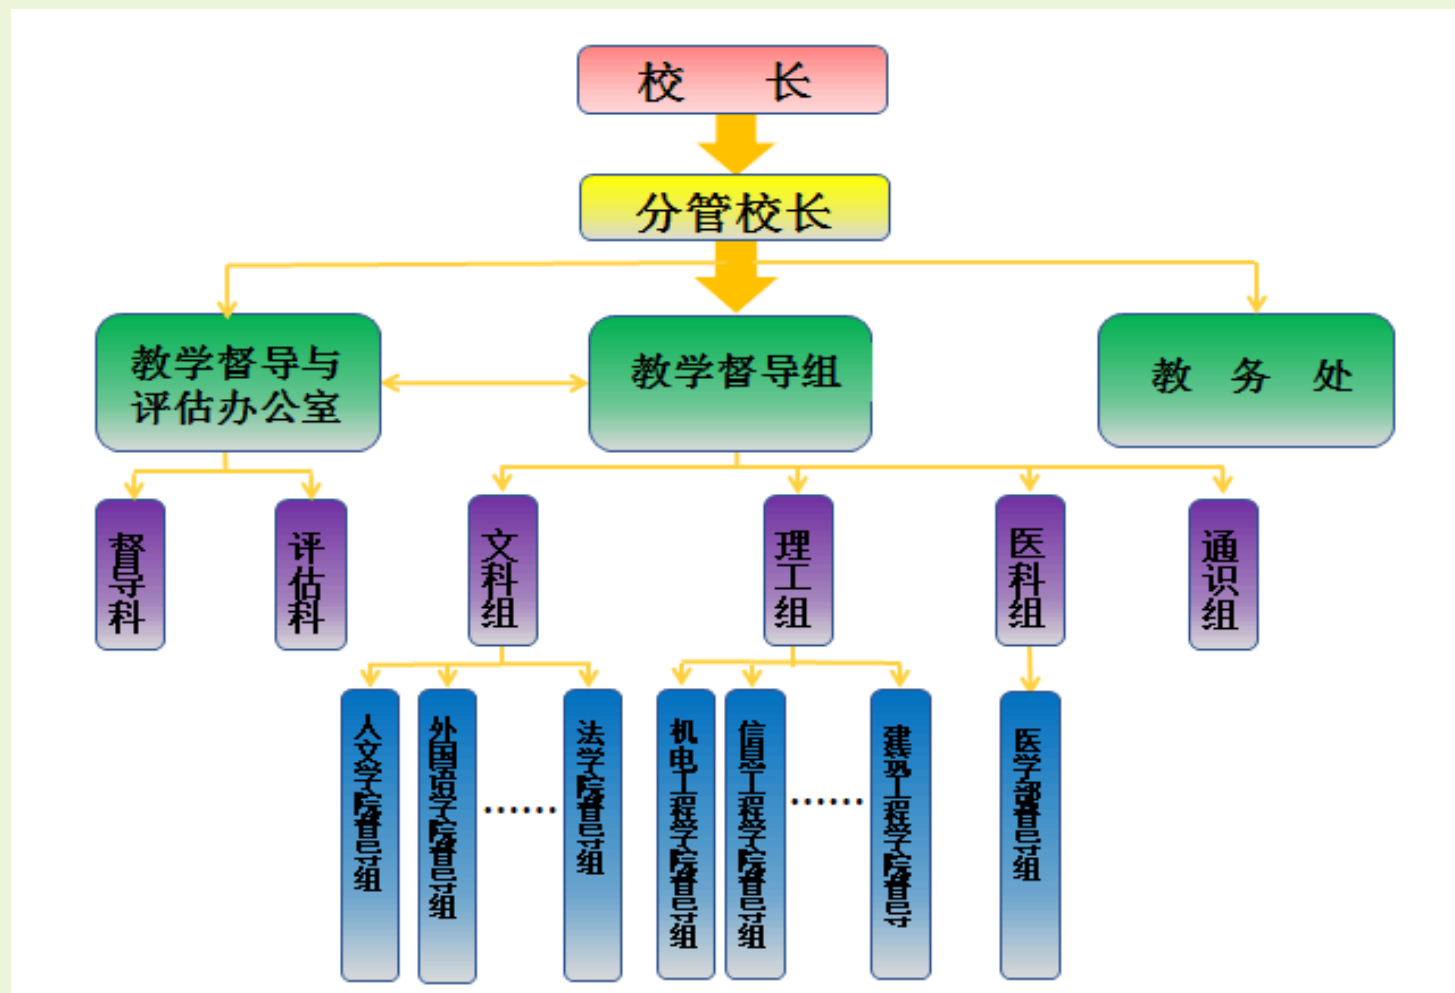 校 长
分管校长
教学督导与
评估办公室
教学督导组
教 务 处
督导科
评估科
文科组
理工组
医科组
通识组
人文学院督导组
外国语学院督导组
……
法学院督导组
机电工程学院督导组
信息工程学院督导组
……
建筑工程学院督导
医学部督导组